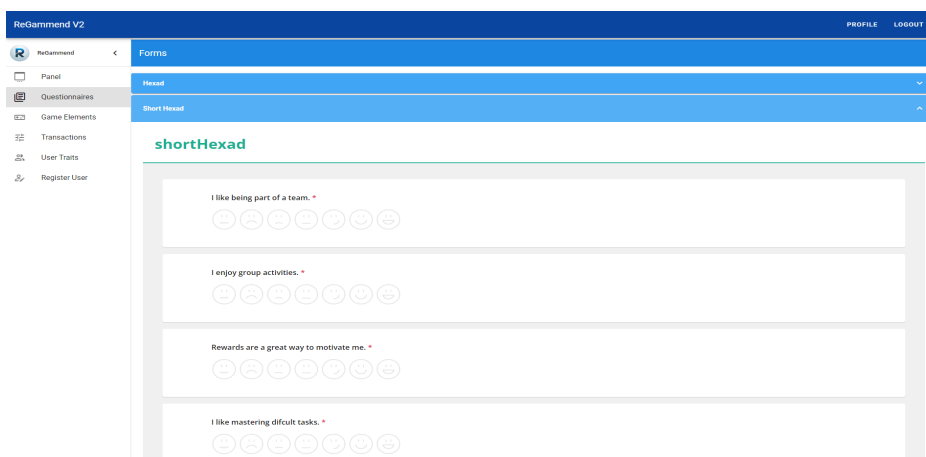 ReGammend V2
PROFILE LOGOUT
R ReGammend
Panel
Questionnaires
Game Elements
Transactions
User Traits
Register User
Forms
Hexad
Short Hexad
shortHexad
I like being part of a team. *
I enjoy group activities. *
Rewards are a great way to motivate me. *
I like mastering difcult tasks. *